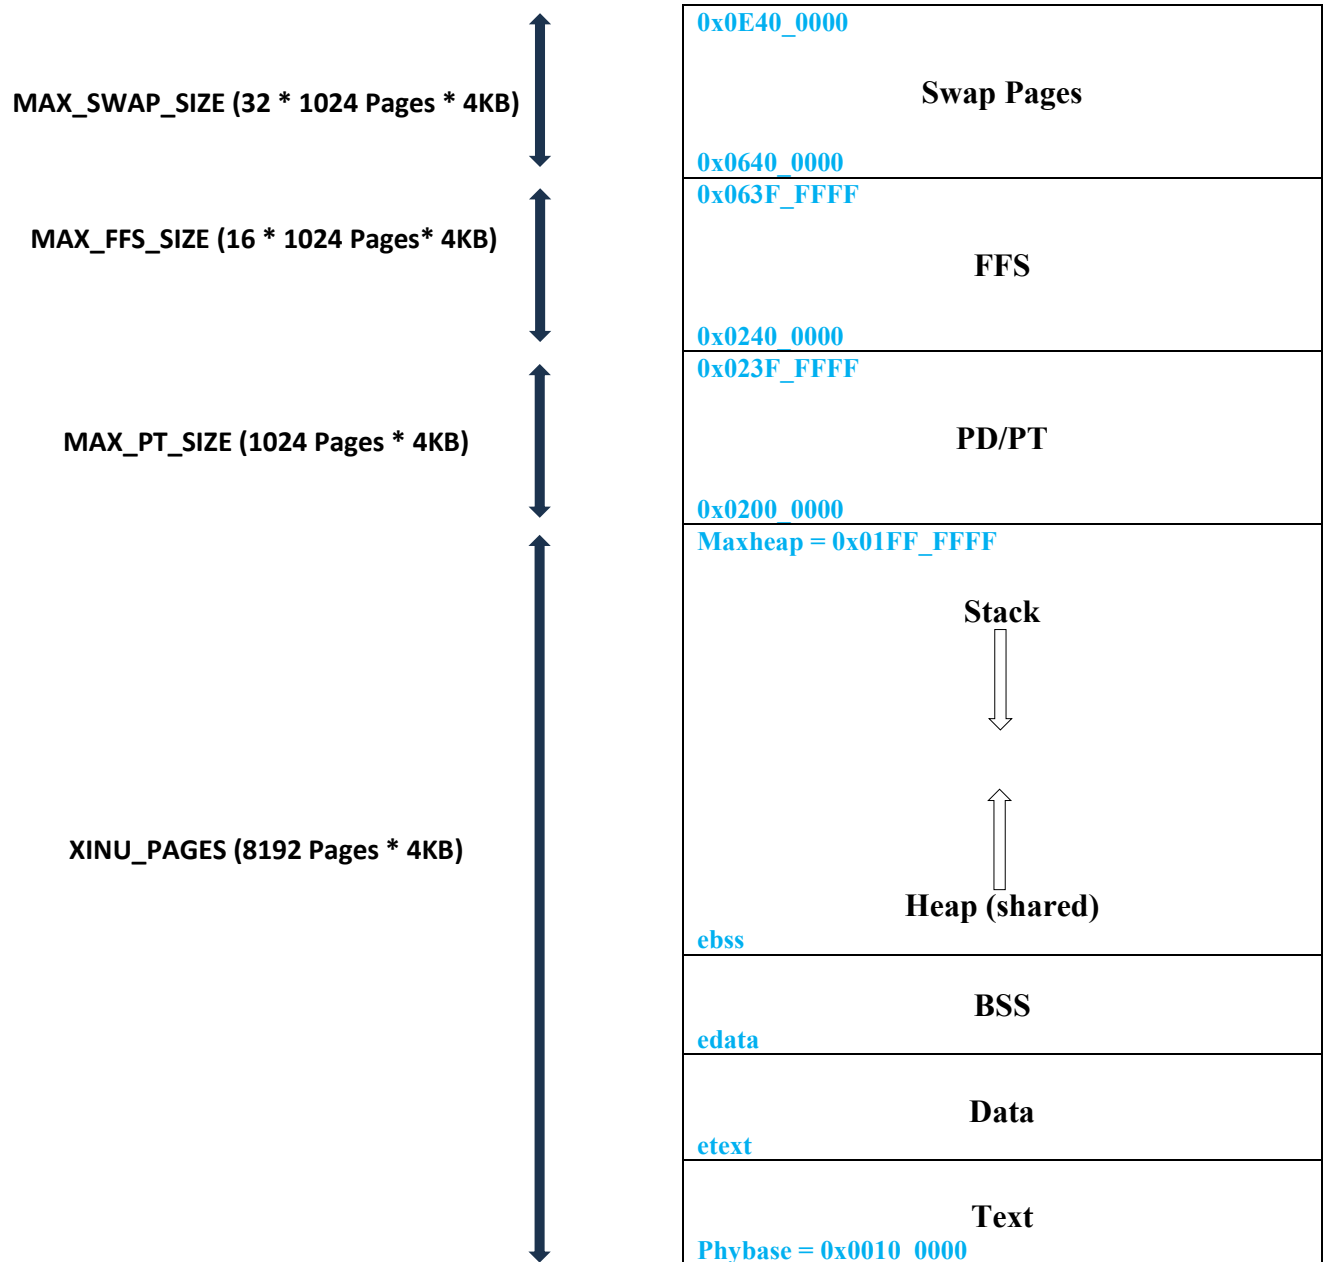 0x0E40_0000
MAX_SWAP_SIZE (32 * 1024 Pages * 4KB)
Swap Pages
0x0640_0000
0x063F_FFFF
MAX_FFS_SIZE (16 * 1024 Pages* 4KB)
FFS
0x0240_0000
0x023F_FFFF
MAX_PT_SIZE (1024 Pages * 4KB)
PD/PT
0x0200_0000
Maxheap = 0x01FF_FFFF
Stack
XINU_PAGES (8192 Pages * 4KB)
Heap (shared)
ebss
BSS
edata
Data
etext
Text
Phybase = 0x0010_0000